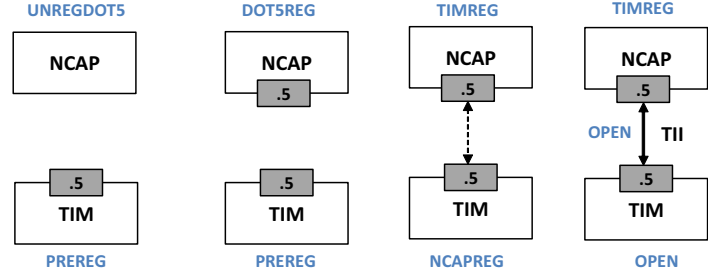 UNREGDOT5 DOT5REG TIMREG TIMREG
NCAP NCAP NCAP NCAP
.5 .5 .5
OPEN TII
.5 .5 .5 .5
TIM TIM TIM TIM
PREREG PREREG NCAPREG OPEN